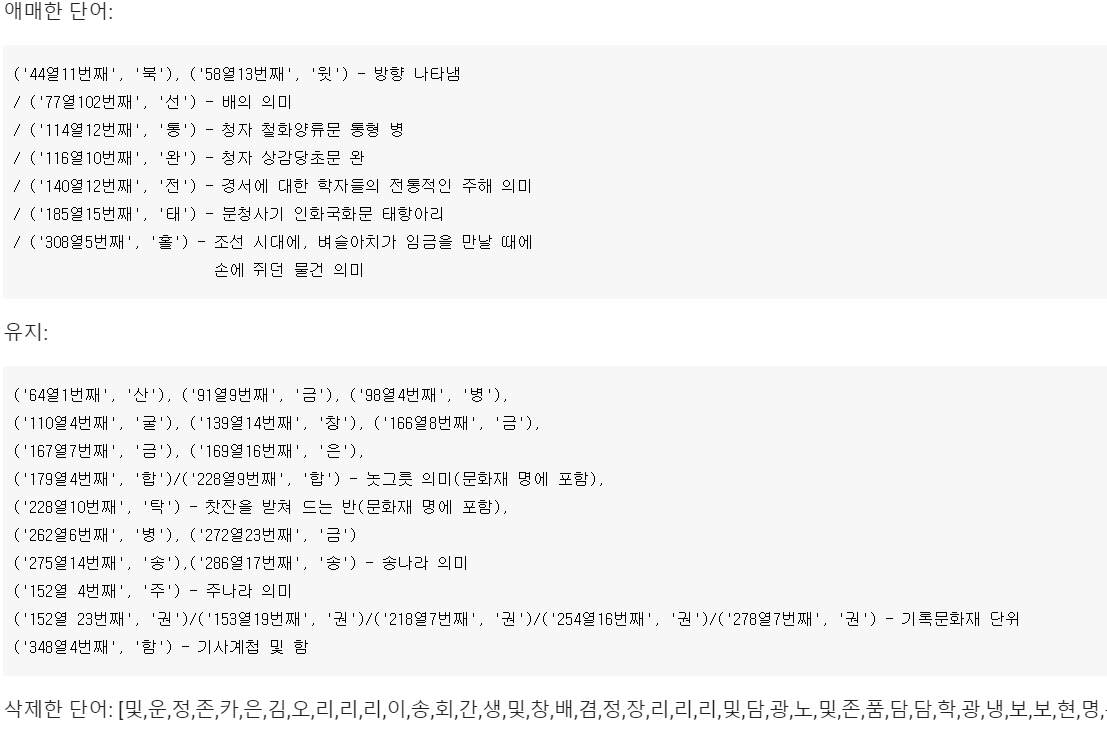 애매한 단어:
('44열11번째', '북'), ('58열13번째', '윗') - 방향 나타냄
/ ('77열102번째', '선') - 배의 의미
/ ('114열12번째', '통') - 청자 철화양류문 통형 병
/ ('116열10번째', '완') - 청자 상감당초문 완
/ ('140열12번째', '전') - 경서에 대한 학자들의 전통적인 주해 의미
/ ('185열15번째', '태') - 분청사기 인화국화문 태항아리
/ ('308열5번째', '홀') - 조선 시대에, 벼슬아치가 임금을 만날 때에
손에 쥐던 물건 의미
유지:
('64열1번째', '산'), ('91열9번째', '금'), ('98열4번째', '병'),
('110열4번째', '굴'), ('139열14번째', '창'), ('166열8번째', '금'),
('167열7번째', '금'), ('169열16번째', '은'),
('179열4번째', '합')/('228열9번째', '합') - 놋그릇 의미(문화재 명에 포함),
('228열10번째', '탁') - 찻잔을 받쳐 드는 반(문화재 명에 포함),
('262열6번째', '병'), ('272열23번째', '금')
('275열14번째', '송'),('286열17번째', '송') - 송나라 의미
('152열 4번째', '주') - 주나라 의미
('152열 23번째', '권')/('153열19번째', '권')/('218열7번째', '권')/('254열16번째', '권')/('278열7번째', '권') - 기록문화재 단위
('348열4번째', '함') - 기사계첩 및 함
삭제한 단어: [및,운,정,존,카,은,김,오,리,리,리,이,송,회,간,생,및,창,배,겸,정,장,리,리,리,및,담,광,노,및,존,품,담,담,학,광,냉,보,보,현,명,